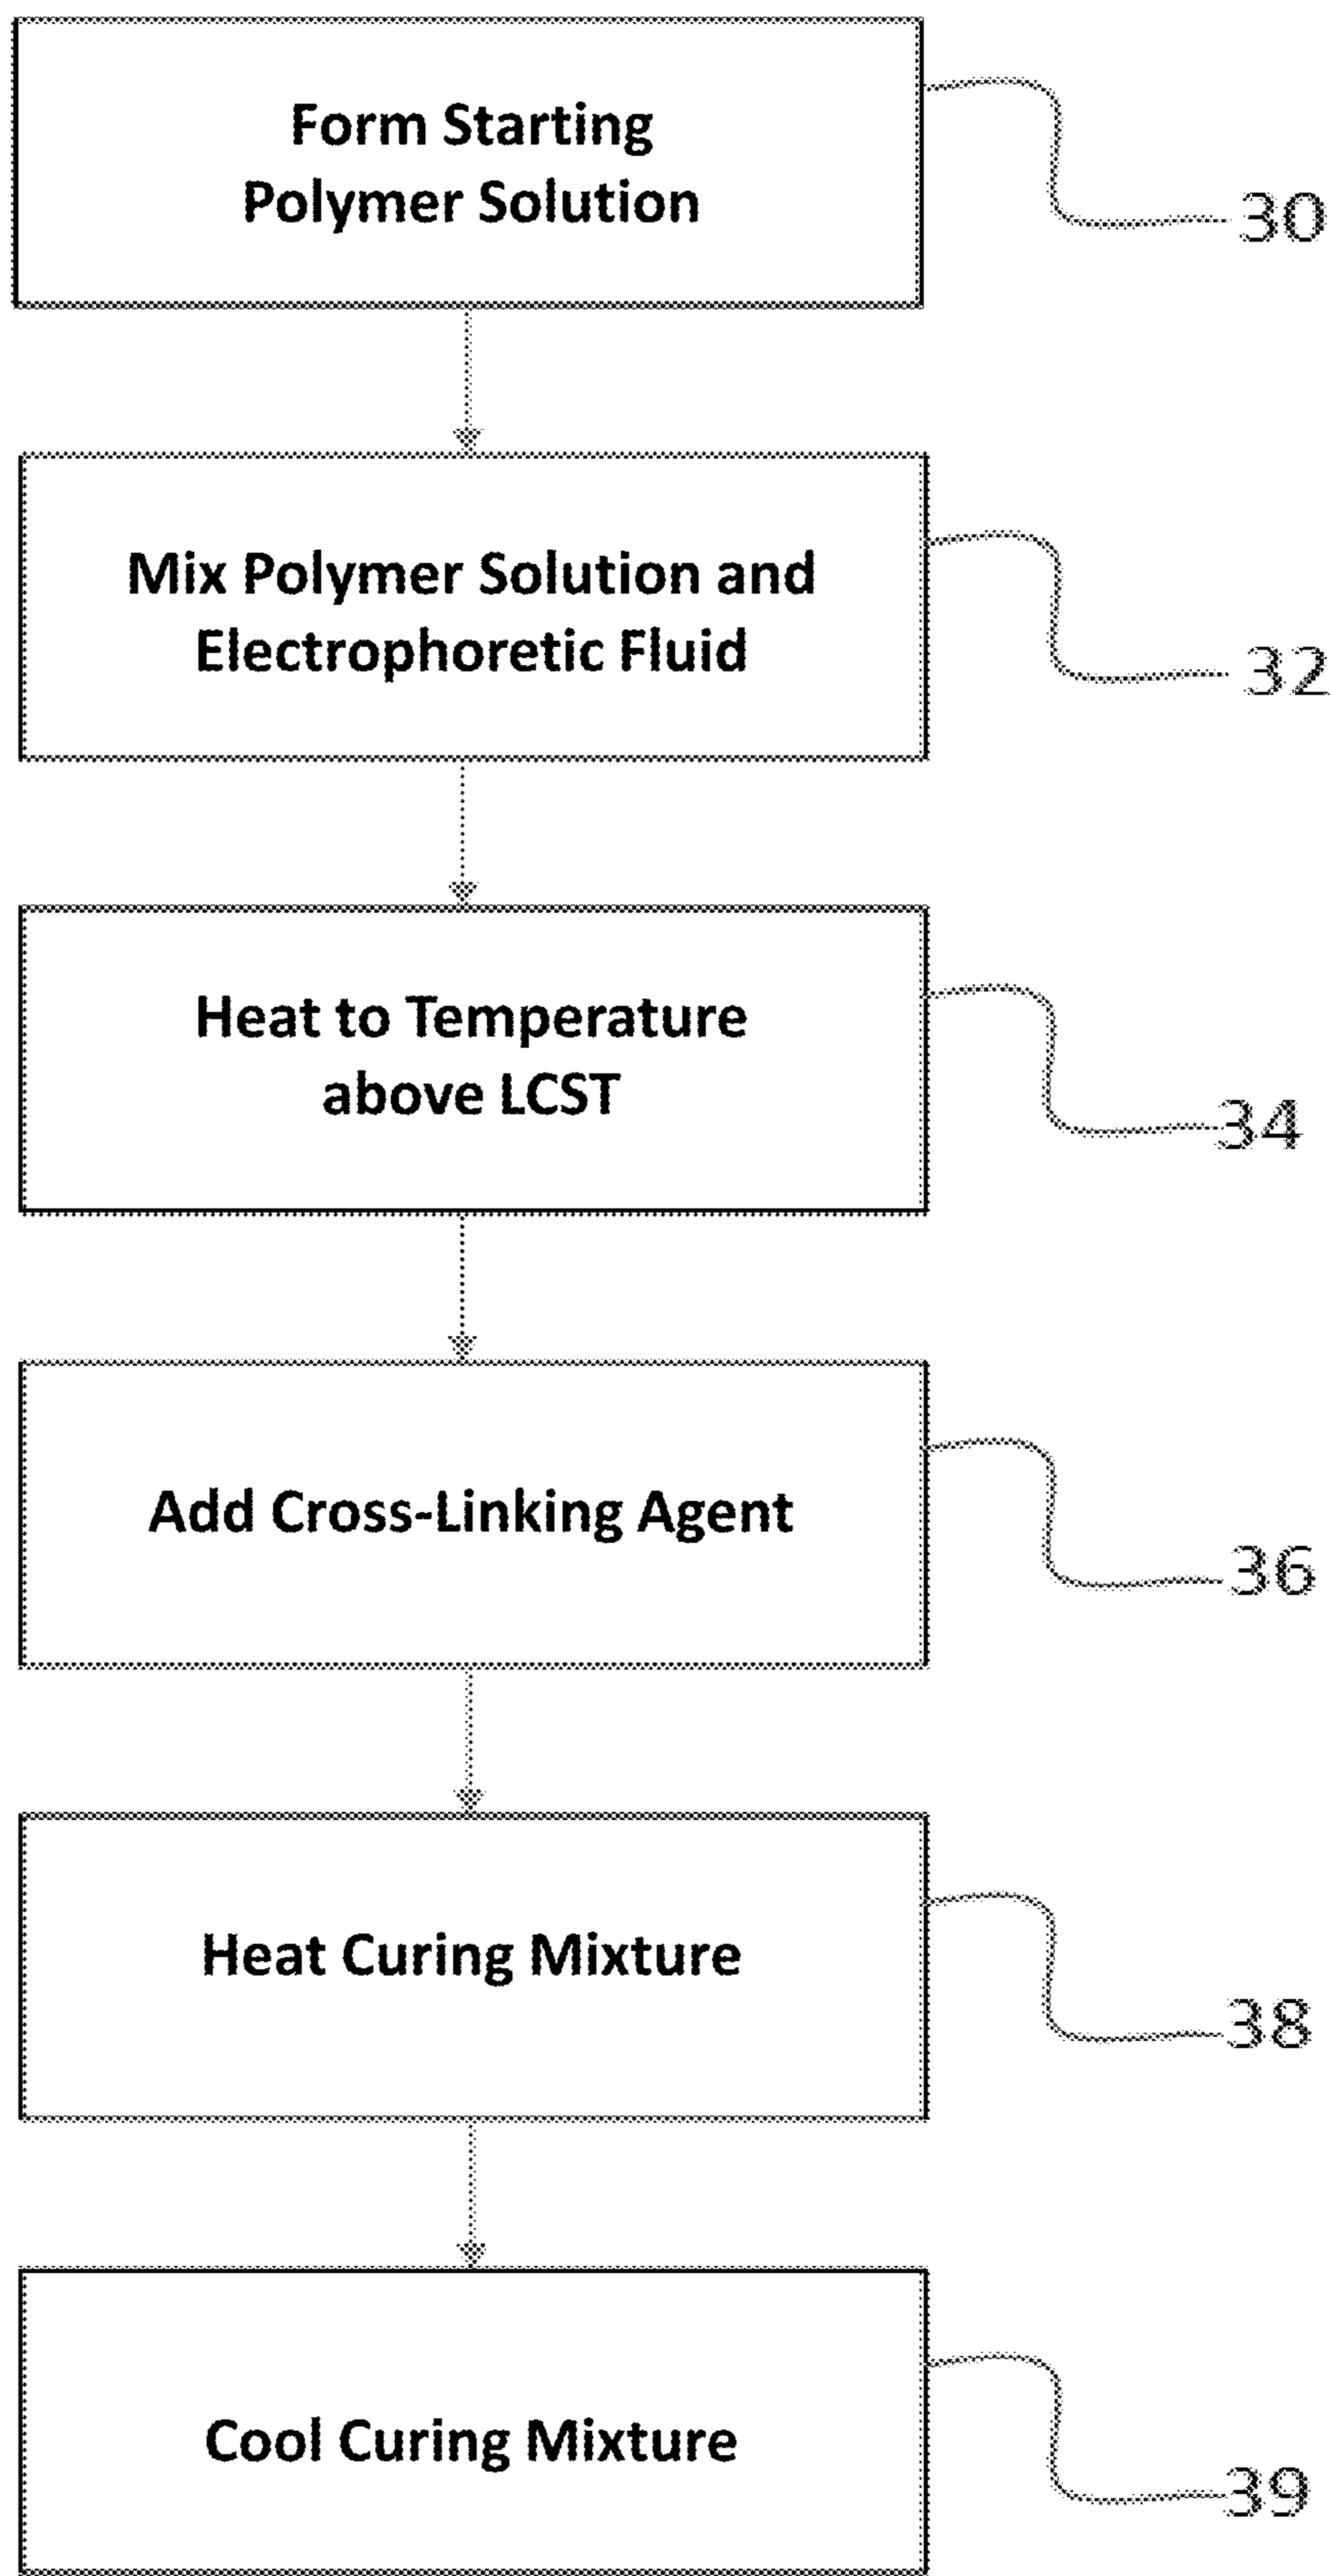 Form Starting
Polymer Solution
30
Mix Polymer Solution and
Electrophoretic Fluid
32
Heat to Temperature
above LCST
34
Add Cross-Linking Agent
36
Heat Curing Mixture
38
Cool Curing Mixture
39